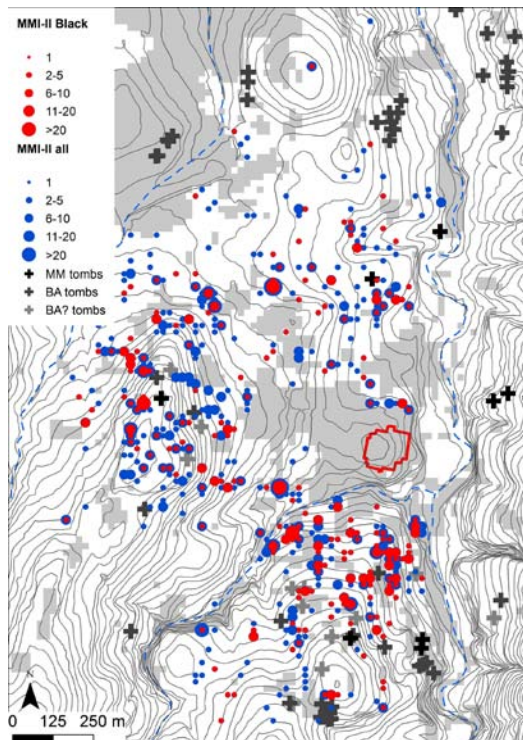 MMI-II Black
1
2-5
6-10
11-20
>20
MMI-II all
1
2-5
6-10
11-20
>20
MM tombs
BA tombs
BA? tombs
N
0 125 250 m